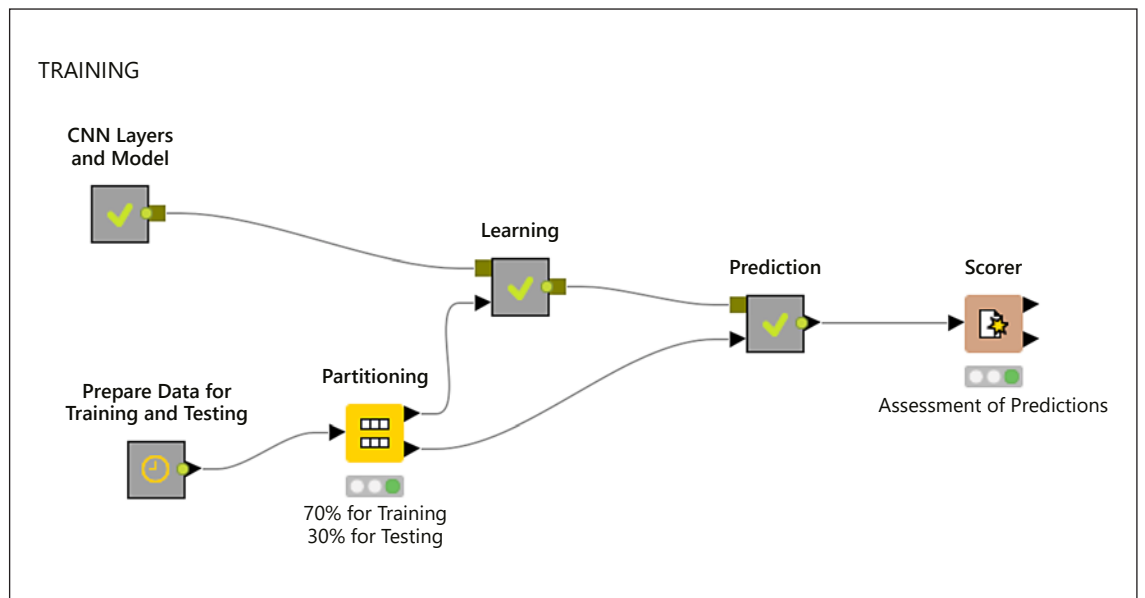 TRAINING
CNN Layers
and Model
Learning
Prediction
Scorer
Assessment of Predictions
Partitioning
70% for Training
30% for Testing
Prepare Data for
Training and Testing